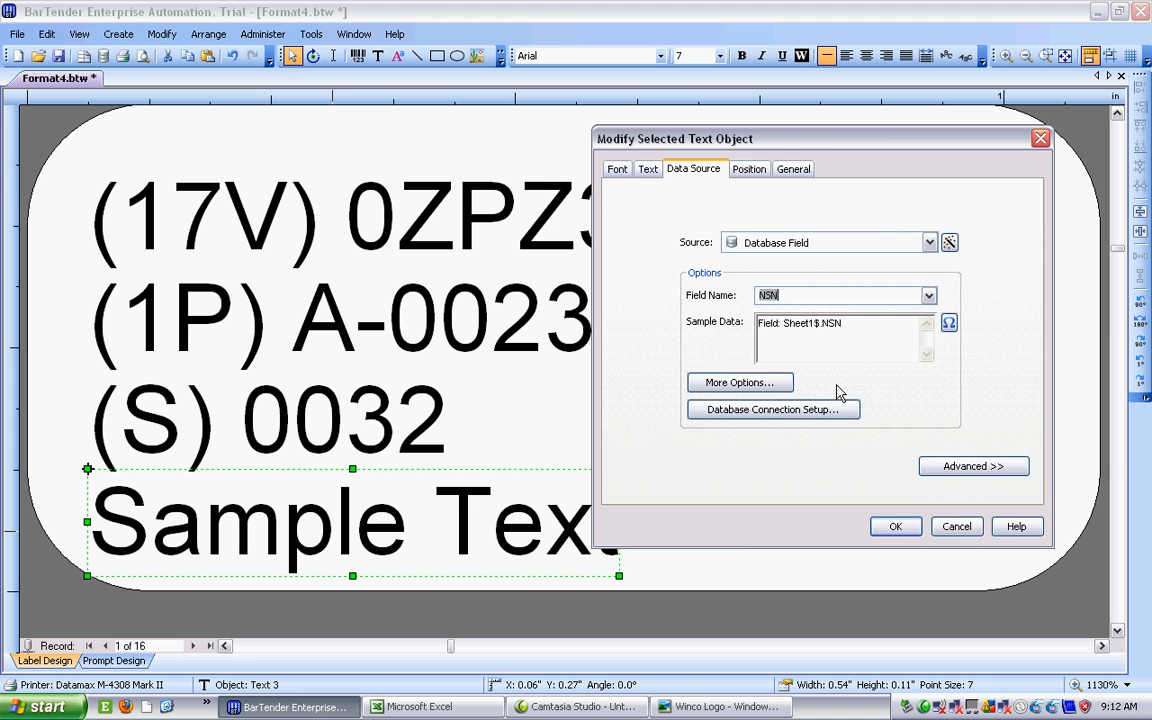 BarTender Enterprise Automation, Trial - [Format4.btw *]
File Edit View Create Modify Arrange Administer Tools Window Help
Arial 7 B I U W
Format4.btw *
1 in
(17V) 0ZPZ3
(1P) A-0023
(S) 0032
Sample Text
Modify Selected Text Object
Font Text Data Source Position General
Source: Database Field
Options
Field Name: NSN
Sample Data: Field: Sheet1$.NSN
More Options...
Database Connection Setup...
Advanced >>
OK Cancel Help
Record: 1 of 16
Label Design Prompt Design
Printer: Datamax M-4308 Mark II Object: Text 3 X: 0.06" Y: 0.27" Angle: 0.0° Width: 0.54" Height: 0.11" Point Size: 7 1130%
start BarTender Enterprise... Microsoft Excel Camtasia Studio - Unt... Winco Logo - Window... 9:12 AM